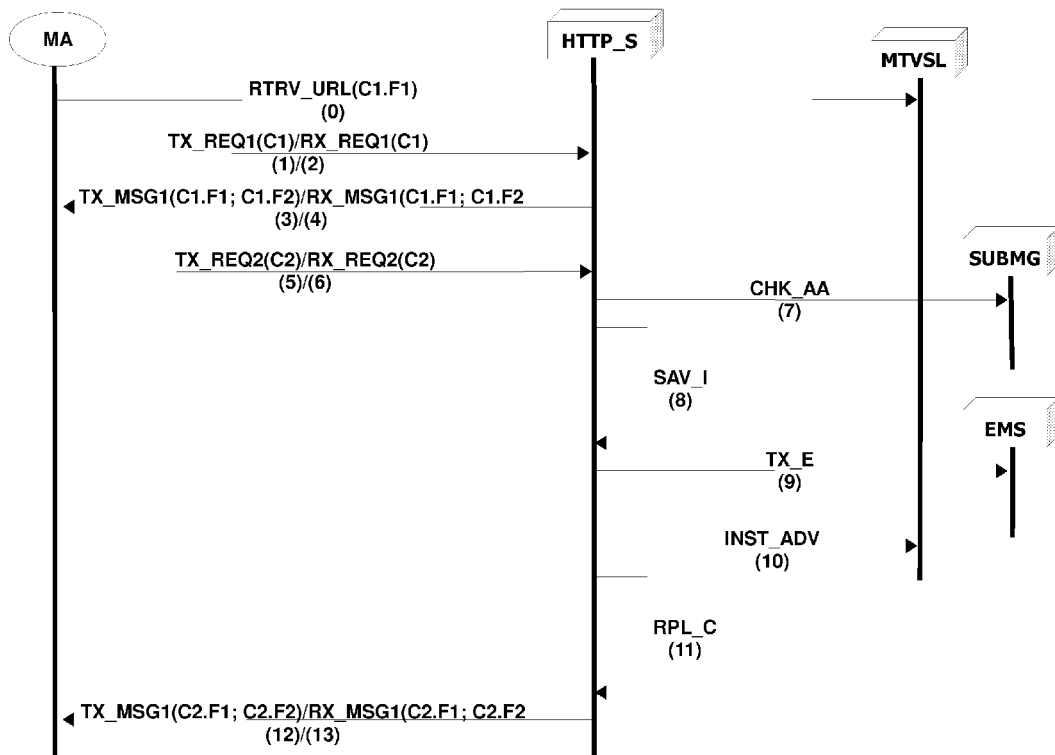 MA
HTTP_S
MTVSL
RTRV_URL(C1.F1)
(0)
TX_REQ1(C1)/RX_REQ1(C1)
(1)/(2)
TX_MSG1(C1.F1; C1.F2)/RX_MSG1(C1.F1; C1.F2
(3)/(4)
TX_REQ2(C2)/RX_REQ2(C2)
(5)/(6)
SUBMG
CHK_AA
(7)
SAV_I
(8)
EMS
TX_E
(9)
INST_ADV
(10)
RPL_C
(11)
TX_MSG1(C2.F1; C2.F2)/RX_MSG1(C2.F1; C2.F2
(12)/(13)